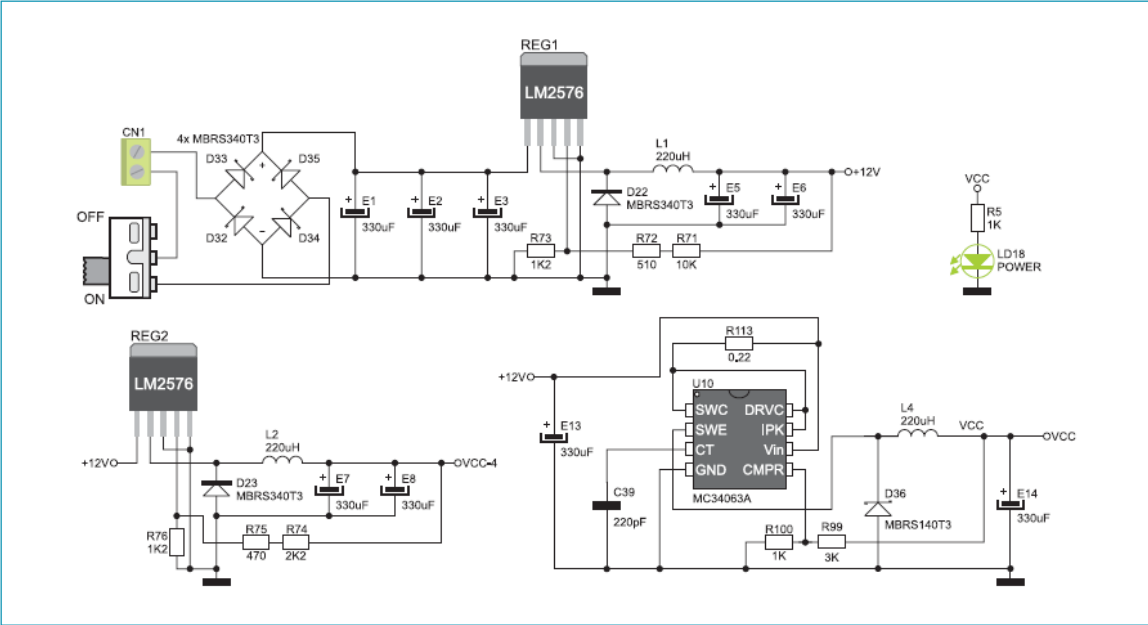 REG1
LM2576
CN1
4x MBRS340T3
D33
D35
D32
D34
OFF
ON
+
-
+
E1
330uF
+
E2
330uF
+
E3
330uF
L1
220uH
D22
MBRS340T3
+
E5
330uF
+
E6
330uF
+12V
R73
1K2
R72
510
R71
10K
VCC
R5
1K
LD18
POWER
REG2
LM2576
+12V
L2
220uH
D23
MBRS340T3
+
E7
330uF
+
E8
330uF
VCC-4
R76
1K2
R75
470
R74
2K2
+12V
+
E13
330uF
R113
0.22
U10
SWC
DRVC
SWE
IPK
CT
Vin
GND
CMPR
MC34063A
C39
220pF
L4
220uH
VCC
VCC
D36
MBRS140T3
+
E14
330uF
R100
1K
R99
3K